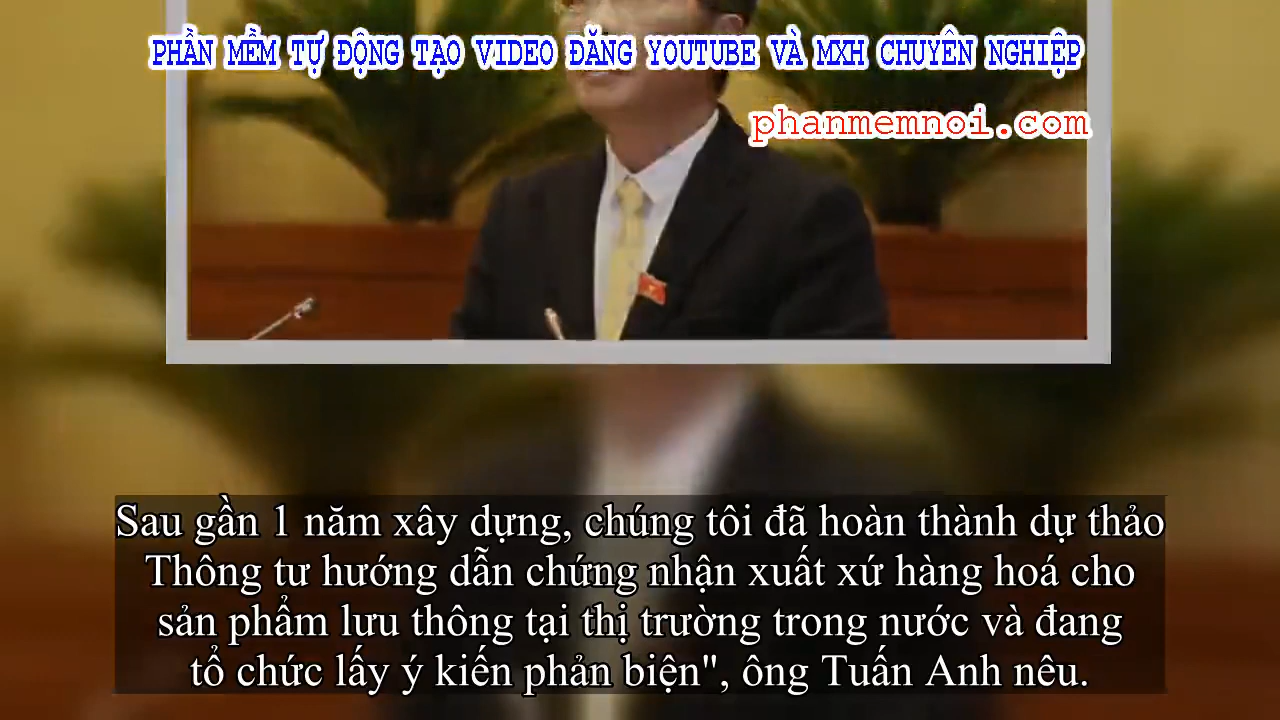 PHẦN MỀM TỰ ĐỘNG TẠO VIDEO ĐĂNG YOUTUBE VÀ MXH CHUYÊN NGHIỆP
phanmemnoi.com
Sau gần 1 năm xây dựng, chúng tôi đã hoàn thành dự thảo
Thông tư hướng dẫn chứng nhận xuất xứ hàng hoá cho
sản phẩm lưu thông tại thị trường trong nước và đang
tổ chức lấy ý kiến phản biện", ông Tuấn Anh nêu.